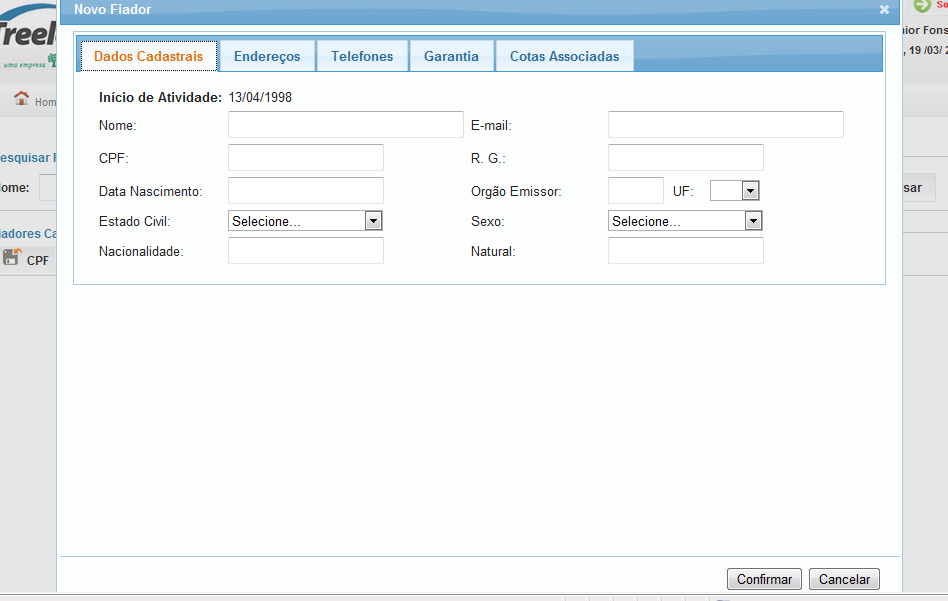 Novo Fiador
uma empresa
Dados Cadastrais Endereços Telefones Garantia Cotas Associadas
, 19 /03/ 2
Início de Atividade: 13/04/1998
Hom
Nome: E-mail:
CPF: R. G.:
esquisar
Data Nascimento: Orgão Emissor: UF:
ome: sar
Estado Civil: Selecione... Sexo: Selecione...
iadores Ca
Nacionalidade: Natural:
CPF
Confirmar Cancelar